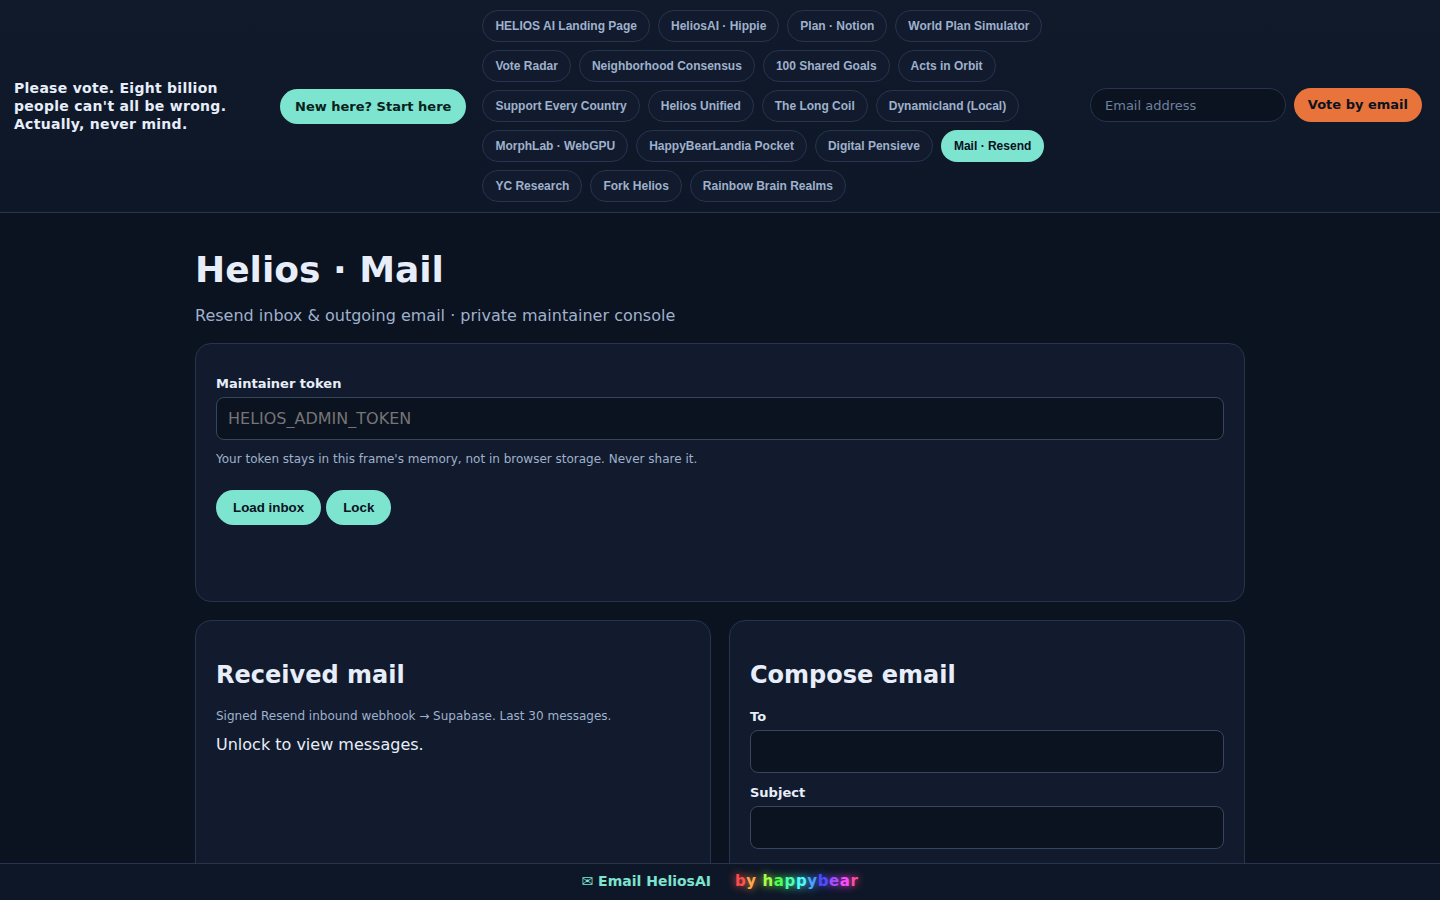 Please vote. Eight billion
people can't all be wrong.
Actually, never mind.
New here? Start here
HELIOS AI Landing Page
HeliosAI · Hippie
Plan · Notion
World Plan Simulator
Vote Radar
Neighborhood Consensus
100 Shared Goals
Acts in Orbit
Support Every Country
Helios Unified
The Long Coil
Dynamicland (Local)
MorphLab · WebGPU
HappyBearLandia Pocket
Digital Pensieve
Mail · Resend
YC Research
Fork Helios
Rainbow Brain Realms
Email address
Vote by email
Helios · Mail
Resend inbox & outgoing email · private maintainer console
Maintainer token
HELIOS_ADMIN_TOKEN
Your token stays in this frame's memory, not in browser storage. Never share it.
Load inbox
Lock
Received mail
Signed Resend inbound webhook → Supabase. Last 30 messages.
Unlock to view messages.
Compose email
To
Subject
✉ Email HeliosAI
by happybear